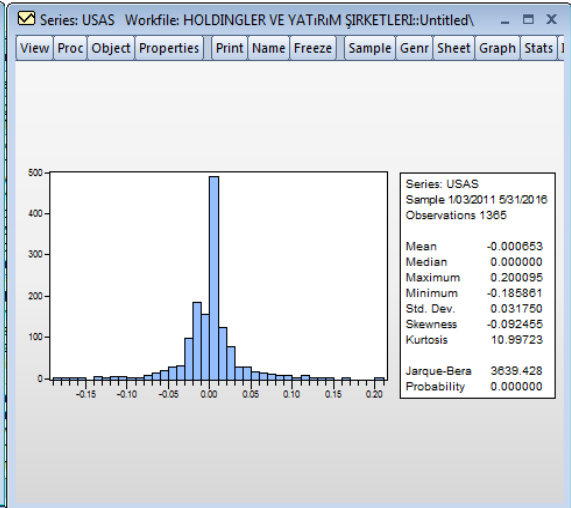 Series: USAS Workfile: HOLDINGLER VE YATıRıM ŞIRKETLERI::Untitled\
View Proc Object Properties Print Name Freeze Sample Genr Sheet Graph Stats
500
400
300
200
100
0
-0.15 -0.10 -0.05 0.00 0.05 0.10 0.15 0.20
Series: USAS
Sample 1/03/2011 5/31/2016
Observations 1365
Mean -0.000653
Median 0.000000
Maximum 0.200095
Minimum -0.185861
Std. Dev. 0.031750
Skewness -0.092455
Kurtosis 10.99723
Jarque-Bera 3639.428
Probability 0.000000